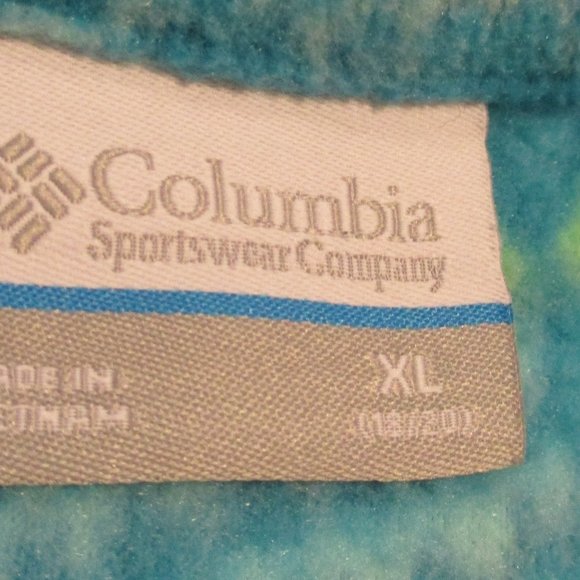 Columbia
Sportswear Company
ADE IN
ETNAM
XL
(18/20)